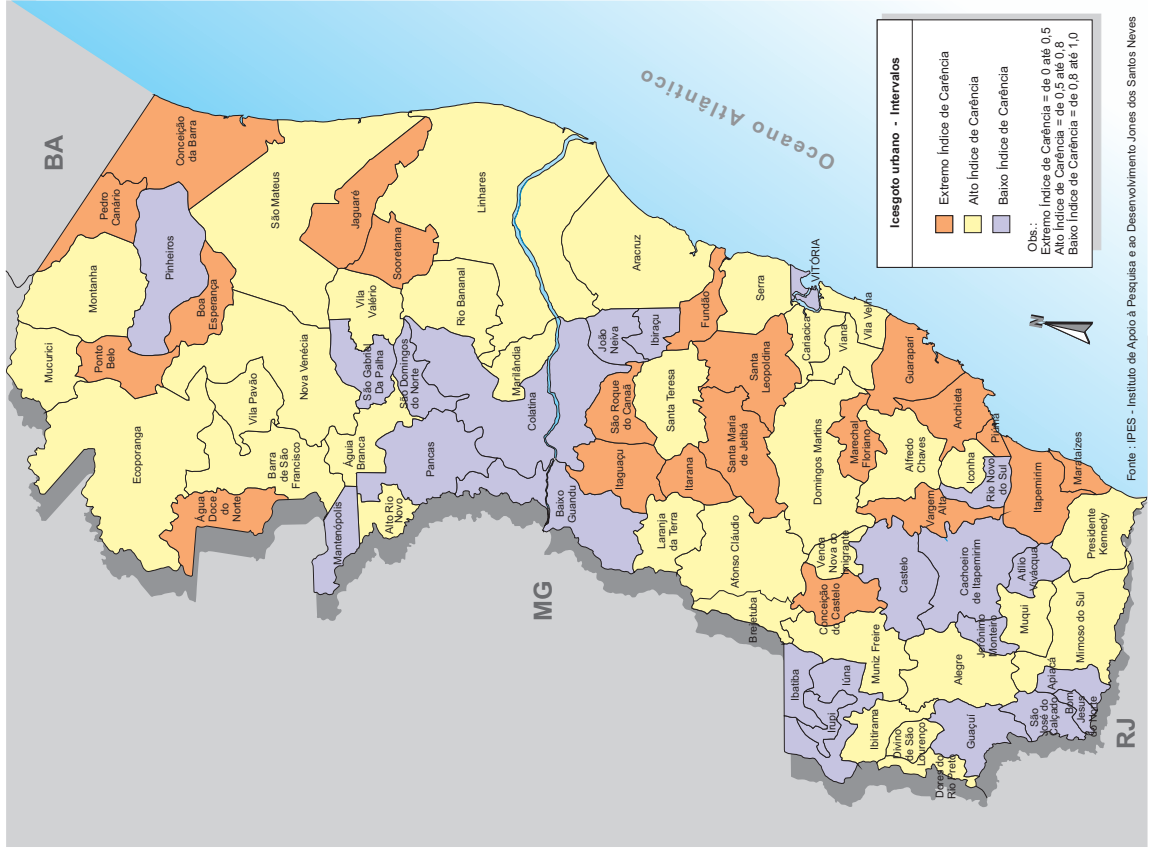 BA
MG
RJ
Oceano Atlântico
N
Mucurici
Montanha
Pedro
Canário
Conceição
da Barra
Ecoporanga
Ponto
Belo
Pinheiros
Boa
Esperança
São Mateus
Jaguaré
Sooretama
Linhares
Água
Doce
do
Norte
Vila Pavão
Barra
de São
Francisco
Nova Venécia
Vila
Valério
Rio Bananal
Águia
Branca
São Gabriel
Da Palha
São Domingos
do Norte
Mantenópolis
Alto Rio
Novo
Pancas
Colatina
Marilândia
Aracruz
Baixo
Guandu
João
Neiva
Ibiraçu
Fundão
Serra
VITÓRIA
São Roque
do Canaã
Santa Teresa
Itaguaçu
Itarana
Laranja
da Terra
Santa Maria
de Jetibá
Santa
Leopoldina
Cariacica
Viana
Vila Velha
Afonso Cláudio
Domingos Martins
Marechal
Floriano
Guarapari
Brejetuba
Venda
Nova do
Imigrante
Conceição
do Castelo
Alfredo
Chaves
Anchieta
Piúma
Iconha
Rio Novo
do Sul
Vargem
Alta
Castelo
Itapemirim
Marataízes
Cachoeiro
de Itapemirim
Atílio
Vivácqua
Presidente
Kennedy
Ibatiba
Iúna
Irupi
Muniz Freire
Ibitirama
Divino
de São
Lourenço
Dores do
Rio Preto
Guaçuí
Alegre
Jerônimo
Monteiro
Muqui
Mimoso do Sul
São
José do
Calçado
Apiacá
Bom
Jesus
do Norte
Icesgoto urbano - Intervalos
Extremo Índice de Carência
Alto Índice de Carência
Baixo Índice de Carência
Obs.:
Extremo Índice de Carência = de 0 até 0,5
Alto Índice de Carência = de 0,5 até 0,8
Baixo Índice de Carência = de 0,8 até 1,0
Fonte : IPES - Instituto de Apoio à Pesquisa e ao Desenvolvimento Jones dos Santos Neves